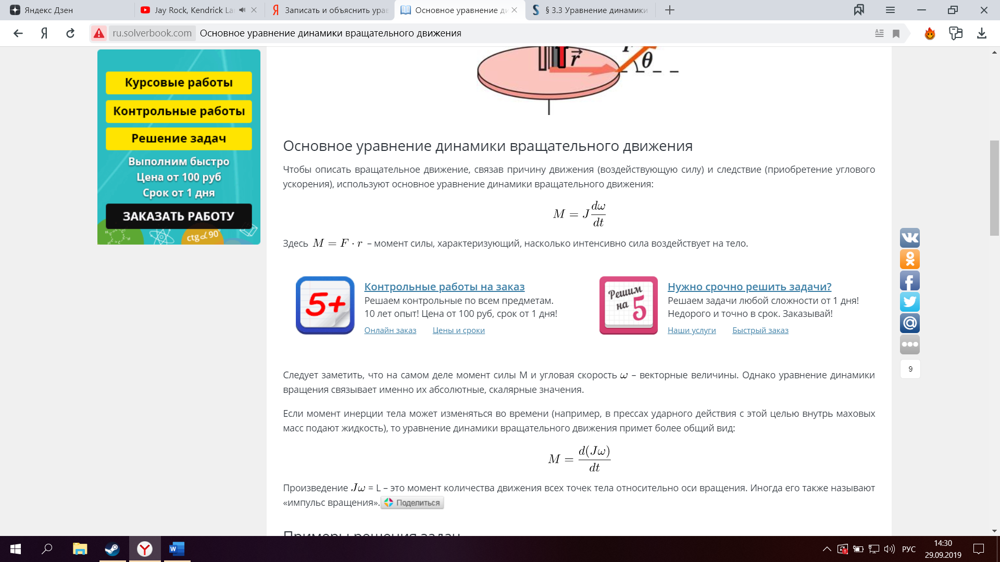 Яндекс Дзен
Jay Rock, Kendrick La
Записать и объяснить урав
Основное уравнение ди
§ 3.3 Уравнение динамики
ru.solverbook.com Основное уравнение динамики вращательного движения
Курсовые работы
Контрольные работы
Решение задач
Выполним быстро
Цена от 100 руб
Срок от 1 дня
ЗАКАЗАТЬ РАБОТУ
ctg 90°
r
θ
Основное уравнение динамики вращательного движения
Чтобы описать вращательное движение, связав причину движения (воздействующую силу) и следствие (приобретение углового
ускорения), используют основное уравнение динамики вращательного движения:
M = J dω/dt
Здесь M = F · r – момент силы, характеризующий, насколько интенсивно сила воздействует на тело.
5+
Контрольные работы на заказ
Решаем контрольные по всем предметам.
10 лет опыт! Цена от 100 руб, срок от 1 дня!
Онлайн заказ Цены и сроки
Решим
на 5
Нужно срочно решить задачи?
Решаем задачи любой сложности от 1 дня!
Недорого и точно в срок. Заказывай!
Наши услуги Быстрый заказ
Следует заметить, что на самом деле момент силы М и угловая скорость ω – векторные величины. Однако уравнение динамики
вращения связывает именно их абсолютные, скалярные значения.
Если момент инерции тела может изменяться во времени (например, в прессах ударного действия с этой целью внутрь маховых
масс подают жидкость), то уравнение динамики вращательного движения примет более общий вид:
M = d(Jω)/dt
Произведение Jω = L – это момент количества движения всех точек тела относительно оси вращения. Иногда его также называют
«импульс вращения». Поделиться
Примеры решения задач
9
РУС
14:30
29.09.2019